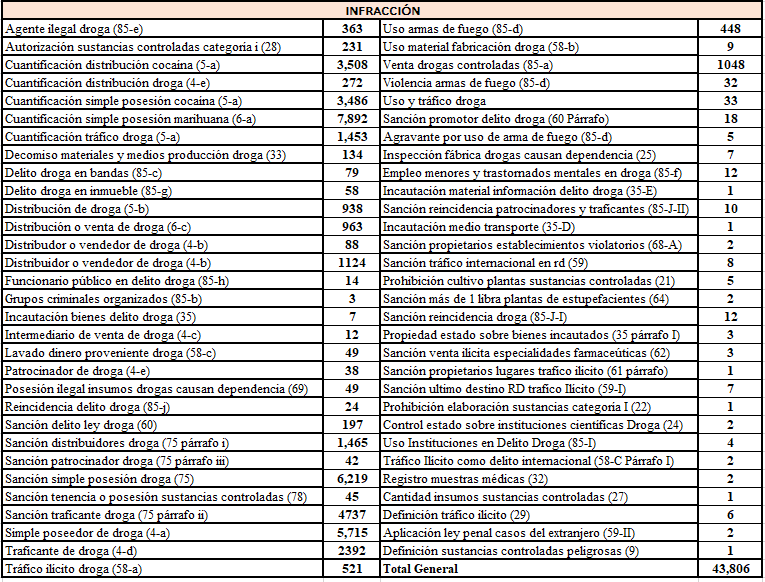 INFRACCIÓN
Agente ilegal droga (85-e) 363 Uso armas de fuego (85-d) 448
Autorización sustancias controladas categoria i (28) 231 Uso material fabricación droga (58-b) 9
Cuantificación distribución cocaina (5-a) 3,508 Venta drogas controladas (85-a) 1048
Cuantificación distribución droga (4-e) 272 Violencia armas de fuego (85-d) 32
Cuantificación simple posesión cocaina (5-a) 3,486 Uso y tráfico droga 33
Cuantificación simple posesión marihuana (6-a) 7,892 Sanción promotor delito droga (60 Párrafo) 18
Cuantificación tráfico droga (5-a) 1,453 Agravante por uso de arma de fuego (85-d) 5
Decomiso materiales y medios producción droga (33) 134 Inspección fábrica drogas causan dependencia (25) 7
Delito droga en bandas (85-c) 79 Empleo menores y trastornados mentales en droga (85-f) 12
Delito droga en inmueble (85-g) 58 Incautación material información delito droga (35-E) 1
Distribución de droga (5-b) 938 Sanción reincidencia patrocinadores y traficantes (85-J-II) 10
Distribución o venta de droga (6-c) 963 Incautación medio transporte (35-D) 1
Distribudor o vendedor de droga (4-b) 88 Sanción propietarios establecimientos violatorios (68-A) 2
Distribuidor o vendedor de droga (4-b) 1124 Sanción tráfico internacional en rd (59) 8
Funcionario público en delito droga (85-h) 14 Prohibición cultivo plantas sustancias controladas (21) 5
Grupos criminales organizados (85-b) 3 Sanción más de 1 libra plantas de estupefacientes (64) 2
Incautación bienes delito droga (35) 7 Sanción reincidencia droga (85-J-I) 12
Intermediario de venta de droga (4-c) 12 Propiedad estado sobre bienes incautados (35 párrafo I) 3
Lavado dinero proveniente droga (58-c) 49 Sanción venta ilicita especialidades farmaceúticas (62) 3
Patrocinador de droga (4-e) 38 Sanción propietarios lugares trafico ilicito (61 párrafo) 1
Posesión ilegal insumos drogas causan dependencia (69) 49 Sanción ultimo destino RD trafico Ilicito (59-I) 7
Reincidencia delito droga (85-j) 24 Prohibición elaboración sustancias categoria I (22) 1
Sanción delito ley droga (60) 197 Control estado sobre instituciones científicas Droga (24) 2
Sanción distribuidores droga (75 párrafo i) 1,465 Uso Instituciones en Delito Droga (85-I) 4
Sanción patrocinador droga (75 párrafo iii) 42 Tráfico Ilicito como delito internacional (58-C Párrafo I) 2
Sanción simple posesión droga (75) 6,219 Registro muestras médicas (32) 2
Sanción tenencia o posesión sustancias controladas (78) 45 Cantidad insumos sustancias controladas (27) 1
Sanción traficante droga (75 párrafo ii) 4737 Definición tráfico ilicito (29) 6
Simple poseedor de droga (4-a) 5,715 Aplicación ley penal casos del extranjero (59-II) 2
Traficante de droga (4-d) 2392 Definición sustancias controladas peligrosas (9) 1
Tráfico ilicito droga (58-a) 521 Total General 43,806